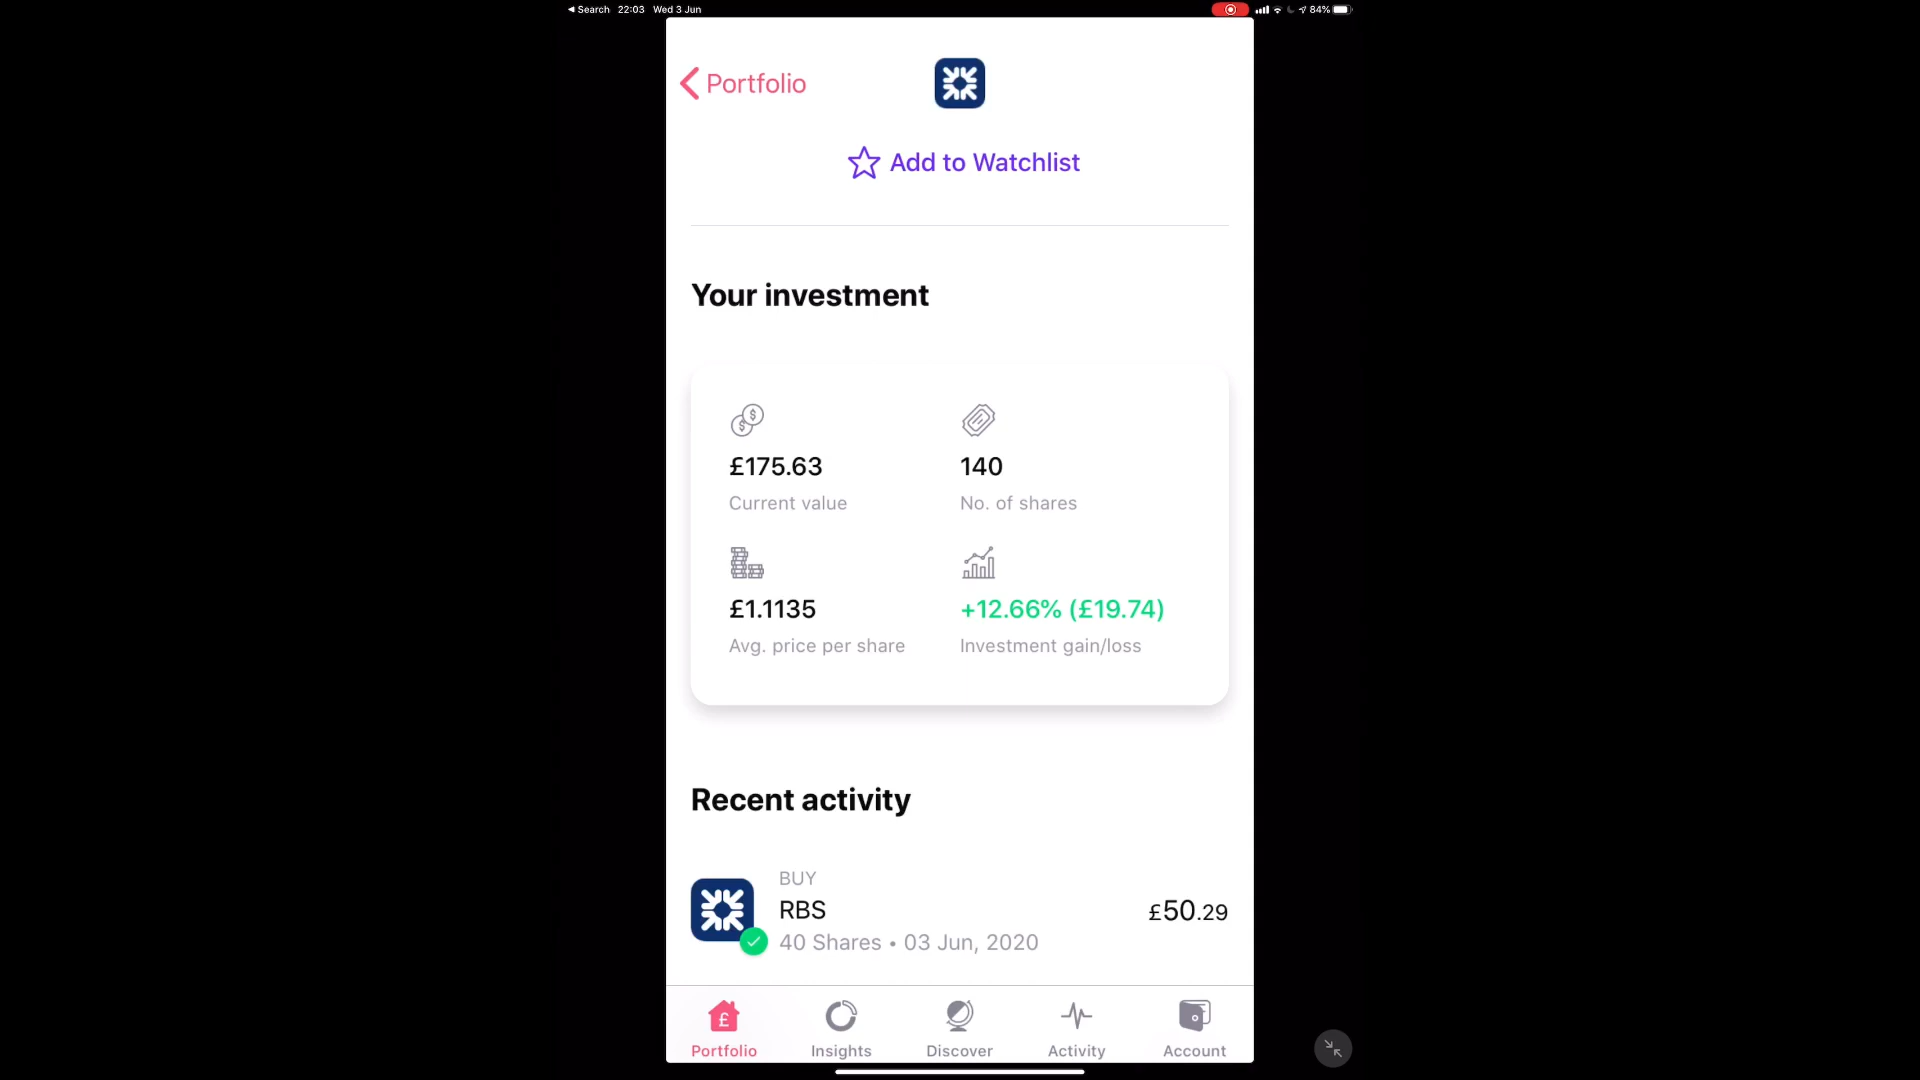 ◀ Search 22:03 Wed 3 Jun
84%
Portfolio
Add to Watchlist
Your investment
£175.63
Current value
140
No. of shares
£1.1135
Avg. price per share
+12.66% (£19.74)
Investment gain/loss
Recent activity
BUY
RBS
£50.29
40 Shares • 03 Jun, 2020
Portfolio Insights Discover Activity Account